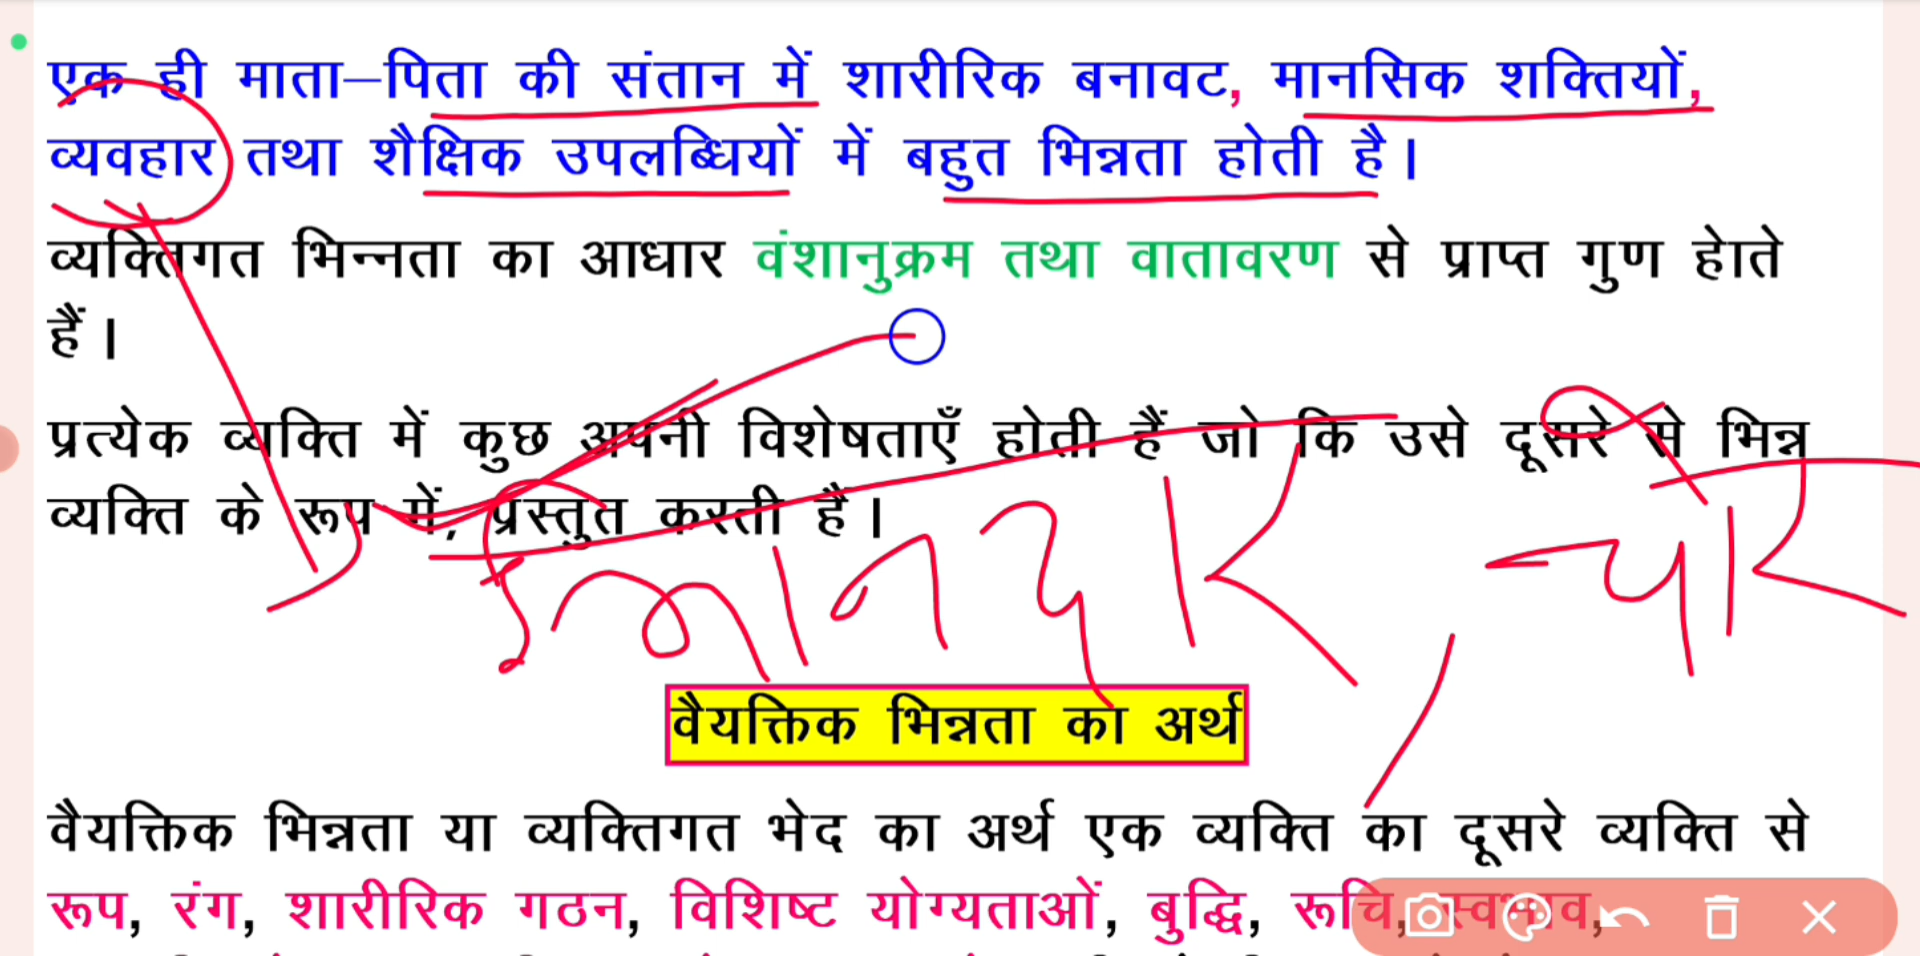 एक ही माता–पिता की संतान में शारीरिक बनावट, मानसिक शक्तियों,
व्यवहार तथा शैक्षिक उपलब्धियों में बहुत भिन्नता होती है।
व्यक्तिगत भिन्नता का आधार वंशानुक्रम तथा वातावरण से प्राप्त गुण होते
हैं।
प्रत्येक व्यक्ति में कुछ अपनी विशेषताएँ होती हैं जो कि उसे दूसरे से भिन्न
व्यक्ति के रूप में, प्रस्तुत करती हैं।
वैयक्तिक भिन्नता का अर्थ
वैयक्तिक भिन्नता या व्यक्तिगत भेद का अर्थ एक व्यक्ति का दूसरे व्यक्ति से
रूप, रंग, शारीरिक गठन, विशिष्ट योग्यताओं, बुद्धि, रूचि, स्वभाव,